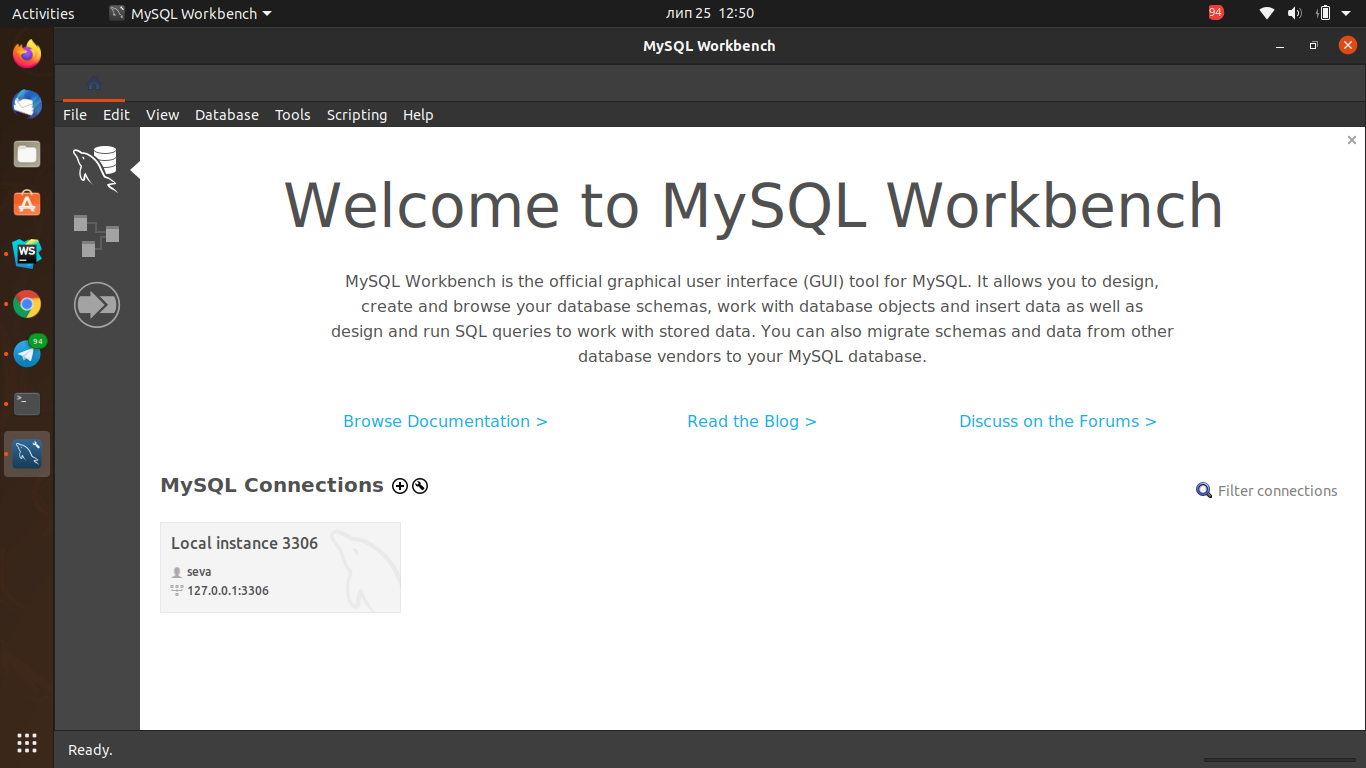 Activities MySQL Workbench лип 25 12:50 94
MySQL Workbench
File Edit View Database Tools Scripting Help
Welcome to MySQL Workbench
MySQL Workbench is the official graphical user interface (GUI) tool for MySQL. It allows you to design,
create and browse your database schemas, work with database objects and insert data as well as
design and run SQL queries to work with stored data. You can also migrate schemas and data from other
database vendors to your MySQL database.
Browse Documentation > Read the Blog > Discuss on the Forums >
MySQL Connections
Filter connections
Local instance 3306
seva
127.0.0.1:3306
WS
94
>_
Ready.